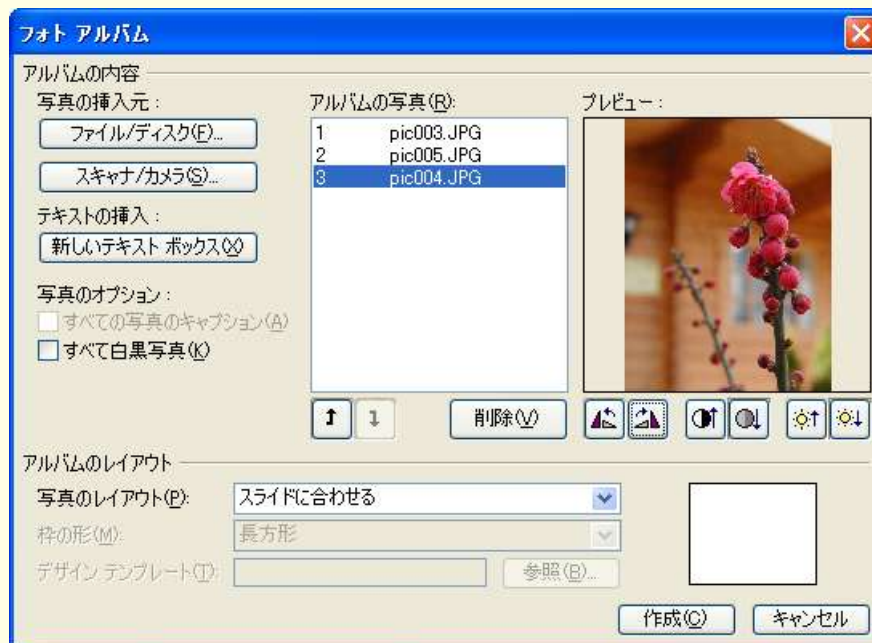 フォト アルバム
アルバムの内容
写真の挿入元:
ファイル/ディスク(F)...
スキャナ/カメラ(S)...
テキストの挿入:
新しいテキスト ボックス(X)
写真のオプション:
すべての写真のキャプション(A)
すべて白黒写真(K)
アルバムの写真(R):
1 pic003.JPG
2 pic005.JPG
3 pic004.JPG
削除(V)
プレビュー:
アルバムのレイアウト
写真のレイアウト(P):
スライドに合わせる
枠の形(M):
長方形
デザイン テンプレート(T):
参照(B)...
作成(C)
キャンセル